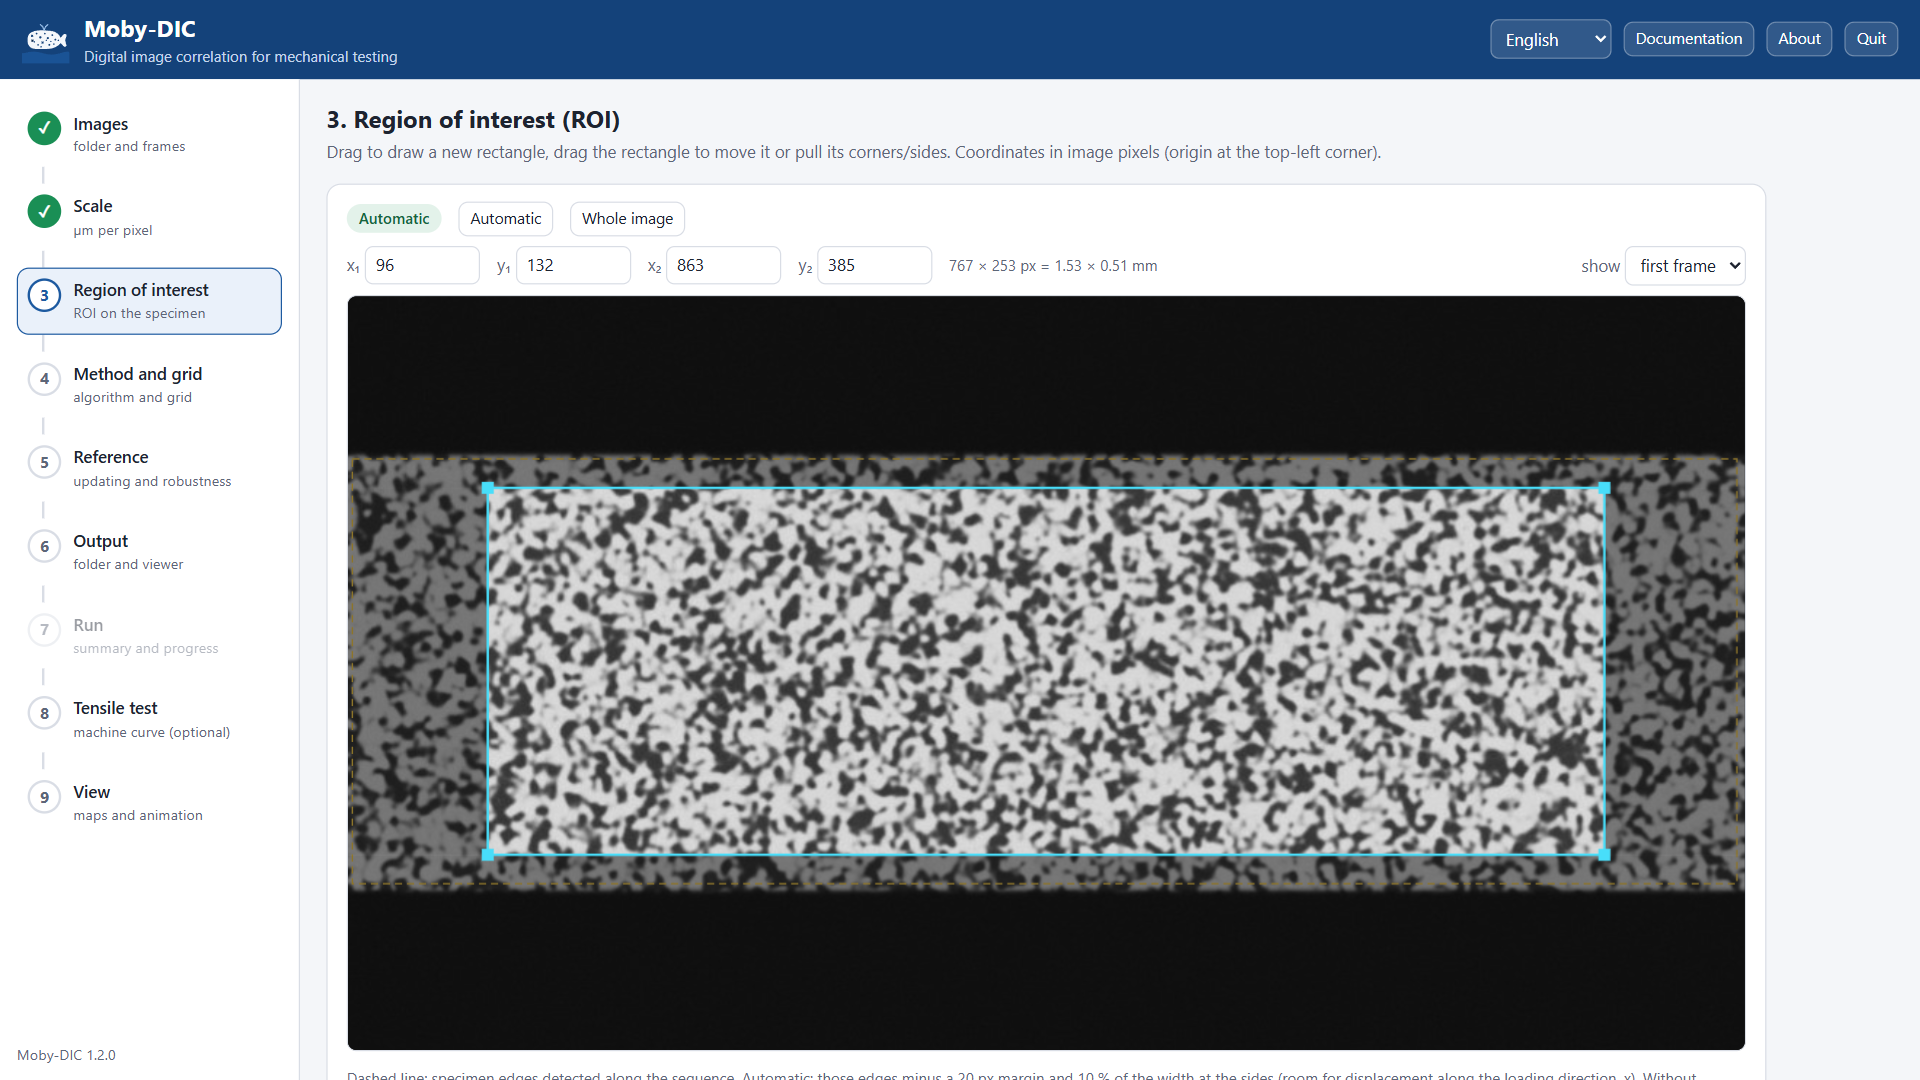 Moby-DIC
Digital image correlation for mechanical testing
English
Documentation
About
Quit
Images
folder and frames
Scale
µm per pixel
3
Region of interest
ROI on the specimen
4
Method and grid
algorithm and grid
5
Reference
updating and robustness
6
Output
folder and viewer
7
Run
summary and progress
8
Tensile test
machine curve (optional)
9
View
maps and animation
Moby-DIC 1.2.0
3. Region of interest (ROI)
Drag to draw a new rectangle, drag the rectangle to move it or pull its corners/sides. Coordinates in image pixels (origin at the top-left corner).
Automatic Automatic Whole image
x₁ 96 y₁ 132 x₂ 863 y₂ 385 767 × 253 px = 1.53 × 0.51 mm show first frame
Dashed line: specimen edges detected along the sequence. Automatic: those edges minus a 20 px margin and 10 % of the width at the sides (room for displacement along the loading direction, x). Without